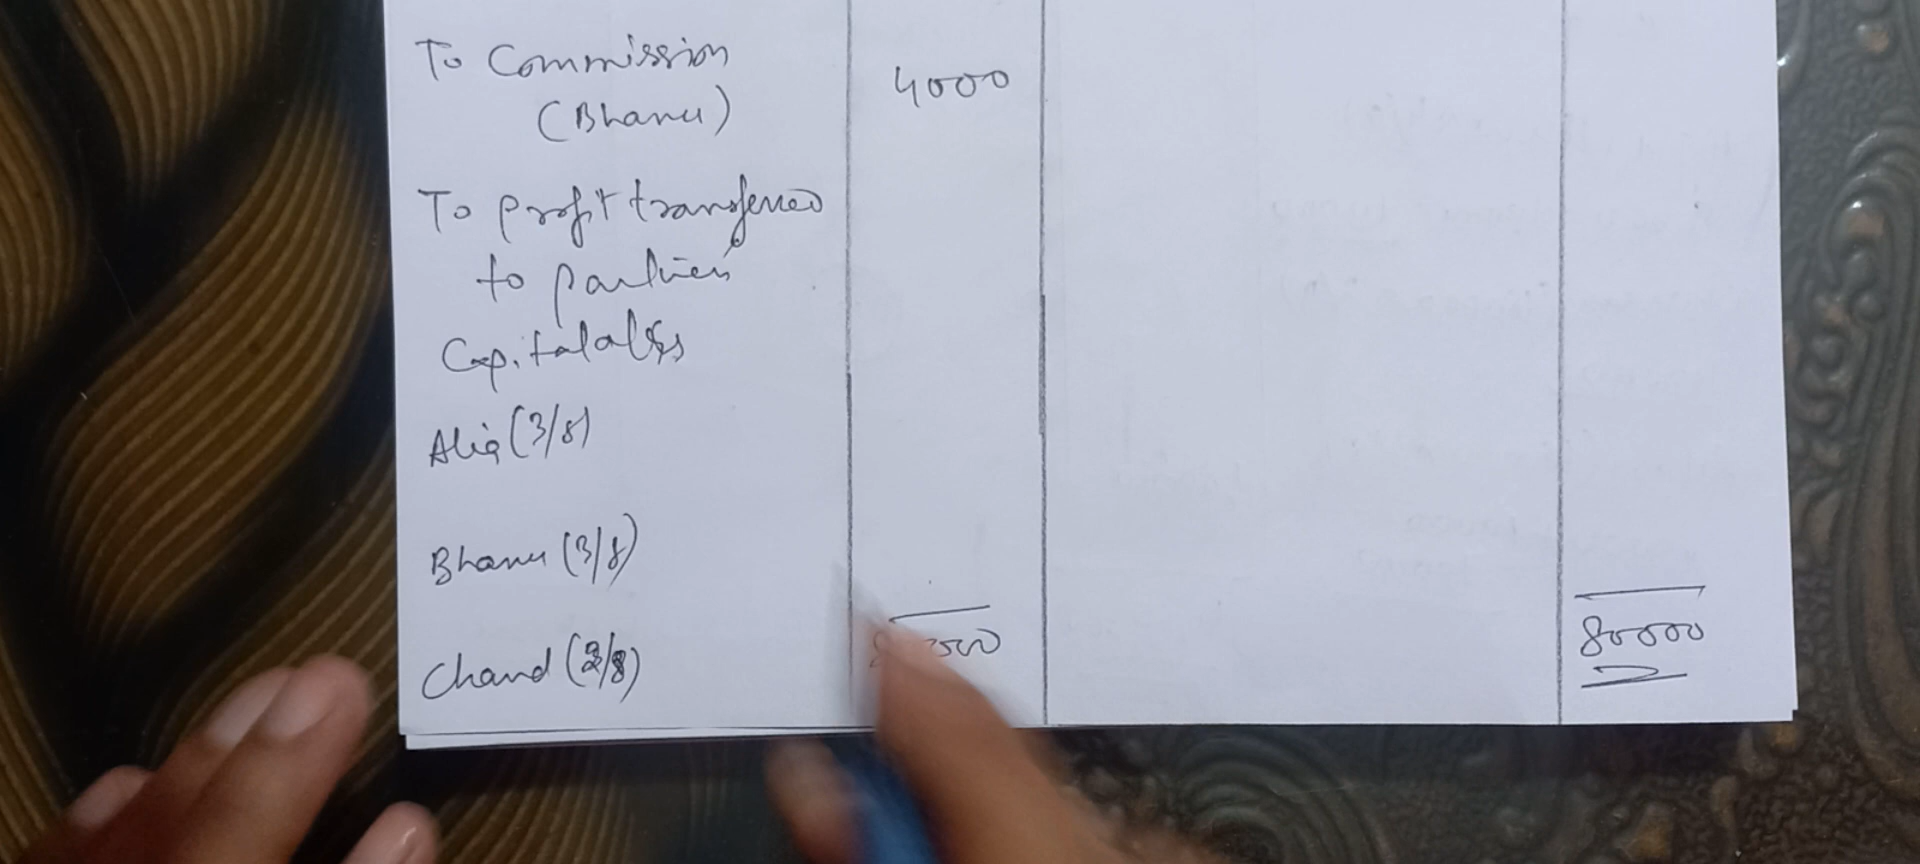 To Commission 4000
(Bhanu)
To profit transferred
to partners
Capital a/cs
Alia (3/8)
Bhanu (3/8)
80000
Chand (2/8)